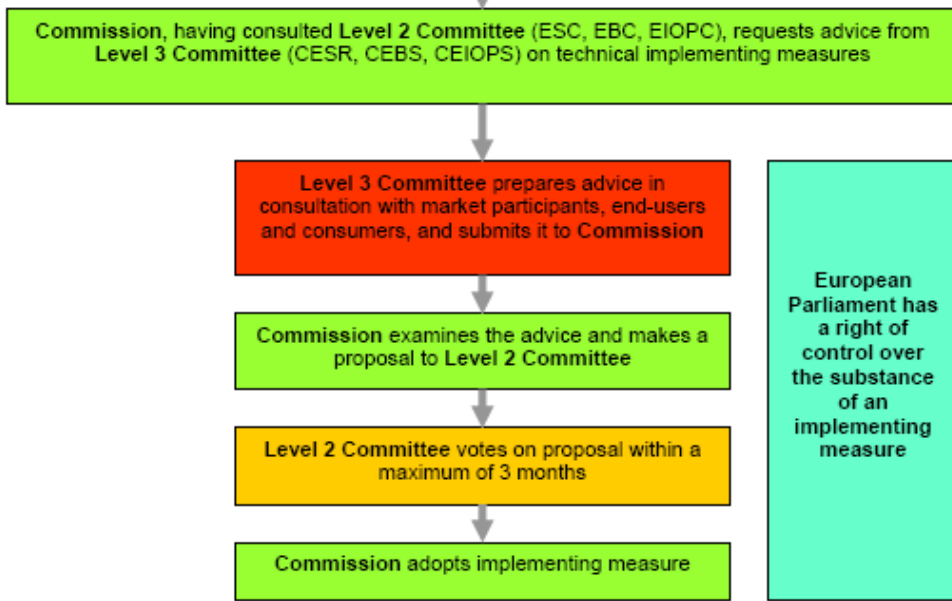 Commission, having consulted Level 2 Committee (ESC, EBC, EIOPC), requests advice from
Level 3 Committee (CESR, CEBS, CEIOPS) on technical implementing measures
Level 3 Committee prepares advice in
consultation with market participants, end-users
and consumers, and submits it to Commission
Commission examines the advice and makes a
proposal to Level 2 Committee
Level 2 Committee votes on proposal within a
maximum of 3 months
Commission adopts implementing measure
European
Parliament has
a right of
control over
the substance
of an
implementing
measure